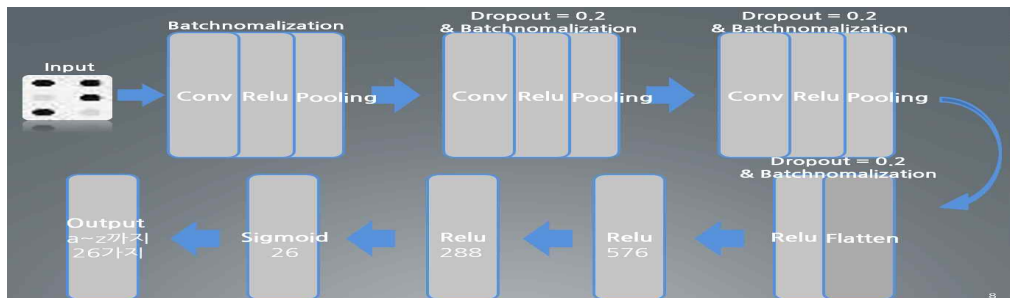 Input
Batchnomalization
Conv Relu Pooling
Dropout = 0.2
& Batchnomalization
Conv Relu Pooling
Dropout = 0.2
& Batchnomalization
Conv Relu Pooling
Dropout = 0.2
& Batchnomalization
Relu Flatten
Relu
576
Relu
288
Sigmoid
26
Output
a~z까지
26가지
8